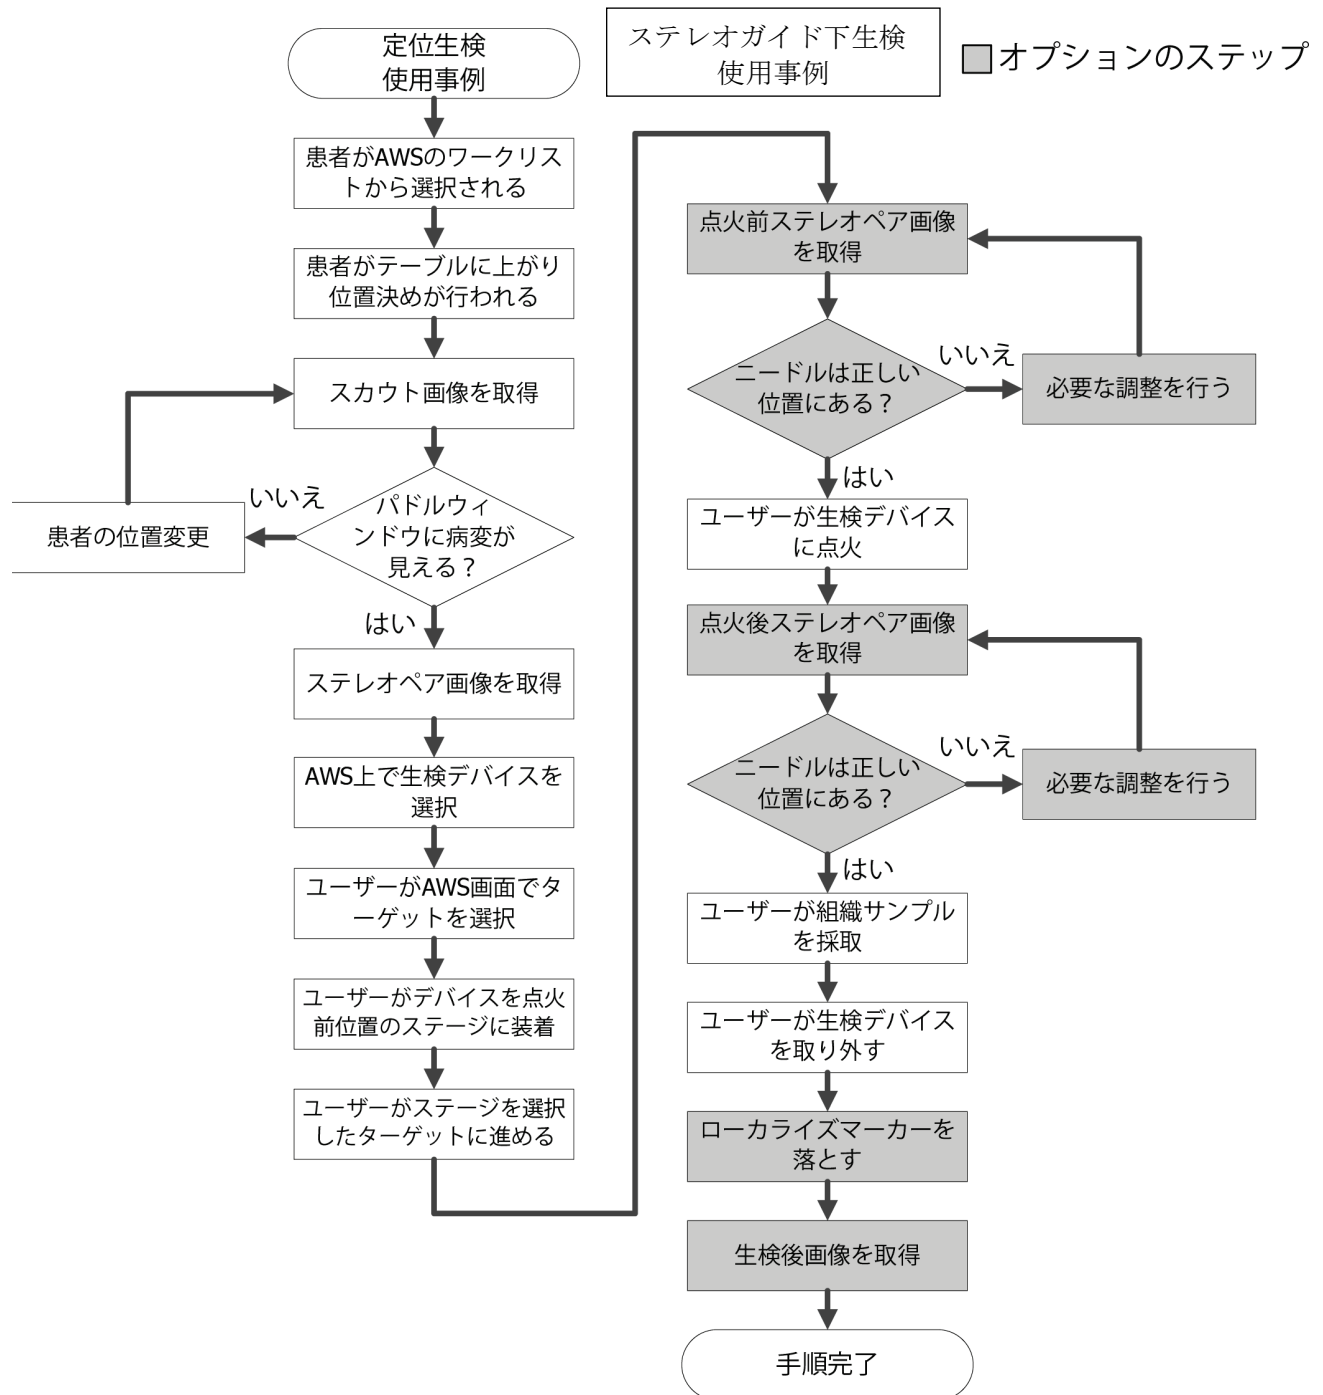 定位生検
使用事例
ステレオガイド下生検
使用事例
オプションのステップ
患者がAWSのワークリス
トから選択される
患者がテーブルに上がり
位置決めが行われる
スカウト画像を取得
パドルウィ
ンドウに病変が
見える？
いいえ
患者の位置変更
はい
ステレオペア画像を取得
AWS上で生検デバイスを
選択
ユーザーがAWS画面でタ
ーゲットを選択
ユーザーがデバイスを点火
前位置のステージに装着
ユーザーがステージを選択
したターゲットに進める
点火前ステレオペア画像
を取得
ニードルは正しい
位置にある？
いいえ
必要な調整を行う
はい
ユーザーが生検デバイス
に点火
点火後ステレオペア画像
を取得
ニードルは正しい
位置にある？
いいえ
必要な調整を行う
はい
ユーザーが組織サンプル
を採取
ユーザーが生検デバイス
を取り外す
ローカライズマーカーを
落とす
生検後画像を取得
手順完了